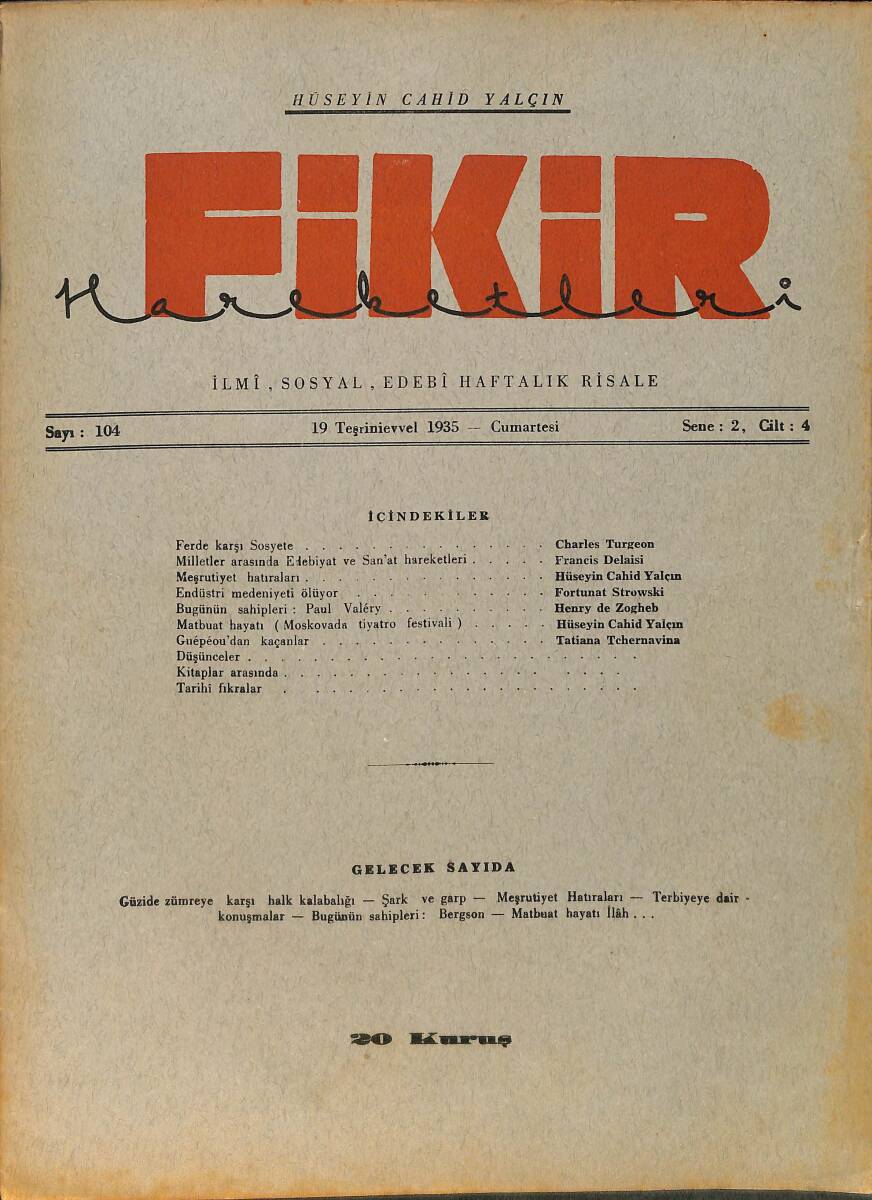 HÜSEYİN CAHİD YALÇIN
FİKİR
Hareketleri
İLMÎ, SOSYAL, EDEBÎ HAFTALIK RİSALE
Sayı : 104 19 Teşrinievvel 1935 — Cumartesi Sene : 2, Cilt : 4
İCİNDEKİLER
Ferde karşı Sosyete . . . . . . . . . . . . . . . Charles Turgeon
Milletler arasında Edebiyat ve San'at hareketleri . . . . . Francis Delaisi
Meşrutiyet hatıraları . . . . . . . . . . . . . . . Hüseyin Cahid Yalçın
Endüstri medeniyeti ölüyor . . . . . . . . . . . . Fortunat Strowski
Bugünün sahipleri : Paul Valéry . . . . . . . . . . Henry de Zogheb
Matbuat hayatı ( Moskovada tiyatro festivali ) . . . . . Hüseyin Cahid Yalçın
Guépéou'dan kaçanlar . . . . . . . . . . . . . . Tatiana Tchernavina
Düşünceler . . . . . . . . . . . . . . . . . . . . . . . .
Kitaplar arasında . . . . . . . . . . . . . . . . . . . .
Tarihî fıkralar . . . . . . . . . . . . . . . . . . . . .
GELECEK SAYIDA
Güzide zümreye karşı halk kalabalığı — Şark ve garp — Meşrutiyet Hatıraları — Terbiyeye dair -
konuşmalar — Bugünün sahipleri : Bergson — Matbuat hayatı İlâh . . .
20 Kuruş